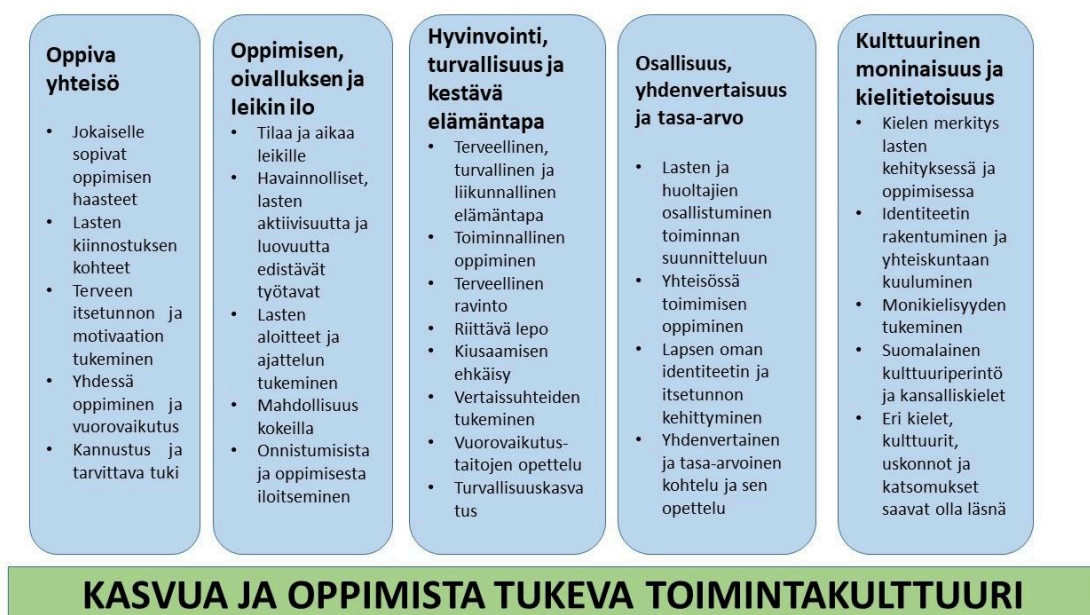 Oppiva
yhteisö
• Jokaiselle
sopivat
oppimisen
haasteet
• Lasten
kiinnostuksen
kohteet
• Terveen
itsetunnon ja
motivaation
tukeminen
• Yhdessä
oppiminen ja
vuorovaikutus
• Kannustus ja
tarvittava tuki
Oppimisen,
oivalluksen ja
leikin ilo
• Tilaa ja aikaa
leikille
• Havainnolliset,
lasten
aktiivisuutta ja
luovuutta
edistävät
työtavat
• Lasten
aloitteet ja
ajattelun
tukeminen
• Mahdollisuus
kokeilla
• Onnistumisista
ja oppimisesta
iloitseminen
Hyvinvointi,
turvallisuus ja
kestävä
elämäntapa
• Terveellinen,
turvallinen ja
liikunnallinen
elämäntapa
• Toiminnallinen
oppiminen
• Terveellinen
ravinto
• Riittävä lepo
• Kiusaamisen
ehkäisy
• Vertaissuhteiden
tukeminen
• Vuorovaikutus-
taitojen opettelu
• Turvallisuuskasva
tus
Osallisuus,
yhdenvertaisuus
ja tasa-arvo
• Lasten ja
huoltajien
osallistuminen
toiminnan
suunnitteluun
• Yhteisössä
toimimisen
oppiminen
• Lapsen oman
identiteetin ja
itsetunnon
kehittyminen
• Yhdenvertainen
ja tasa-arvoinen
kohtelu ja sen
opettelu
Kulttuurinen
moninaisuus ja
kielitietoisuus
• Kielen merkitys
lasten
kehityksessä ja
oppimisessa
• Identiteetin
rakentuminen ja
yhteiskuntaan
kuuluminen
• Monikielisyyden
tukeminen
• Suomalainen
kulttuuriperintö
ja kansalliskielet
• Eri kielet,
kulttuurit,
uskonnot ja
katsomukset
saavat olla läsnä
KASVUA JA OPPIMISTA TUKEVA TOIMINTAKULTTUURI